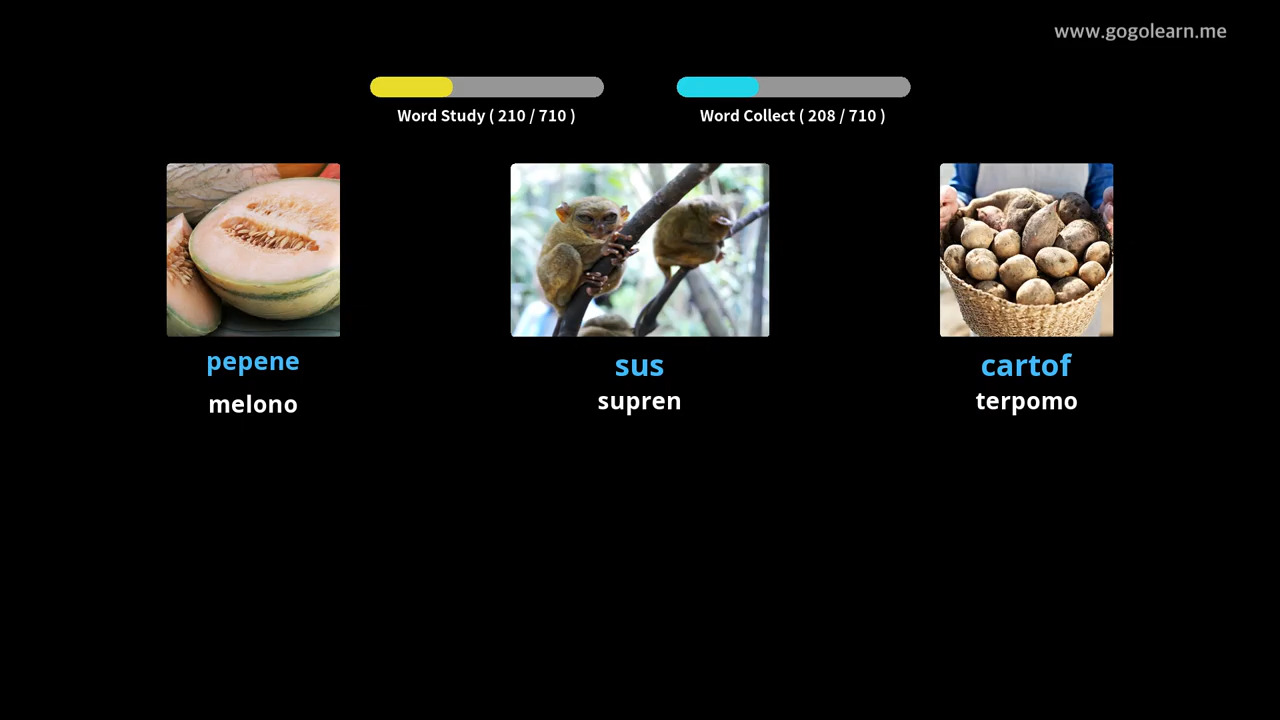 www.gogolearn.me
Word Study ( 210 / 710 )
Word Collect ( 208 / 710 )
pepene
melono
sus
supren
cartof
terpomo